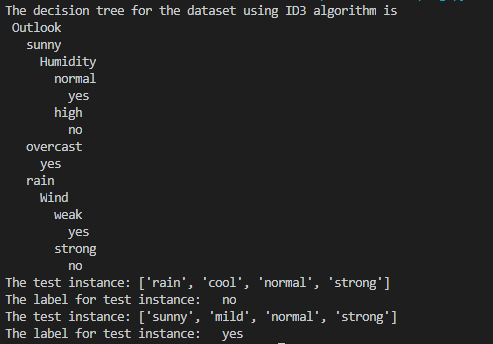 The decision tree for the dataset using ID3 algorithm is
Outlook
sunny
Humidity
normal
yes
high
no
overcast
yes
rain
Wind
weak
yes
strong
no
The test instance: ['rain', 'cool', 'normal', 'strong']
The label for test instance: no
The test instance: ['sunny', 'mild', 'normal', 'strong']
The label for test instance: yes